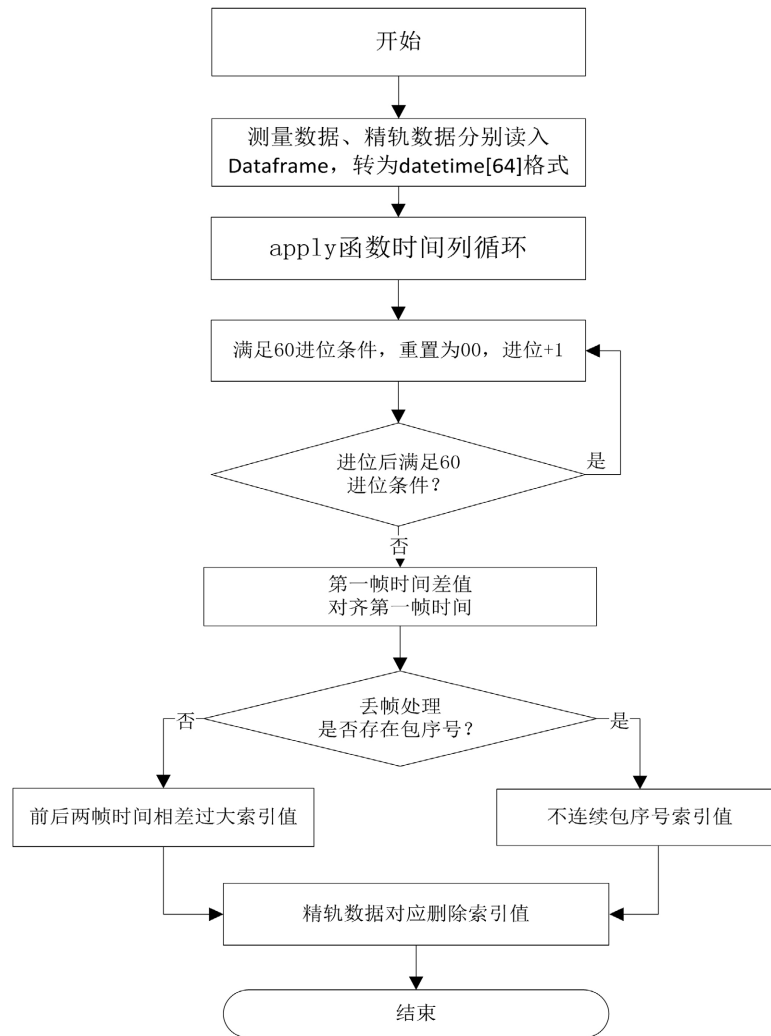 开始
测量数据、精轨数据分别读入
Dataframe，转为datetime[64]格式
apply函数时间列循环
满足60进位条件，重置为00，进位+1
进位后满足60
进位条件？
是
否
第一帧时间差值
对齐第一帧时间
丢帧处理
是否存在包序号？
否
是
前后两帧时间相差过大索引值
不连续包序号索引值
精轨数据对应删除索引值
结束